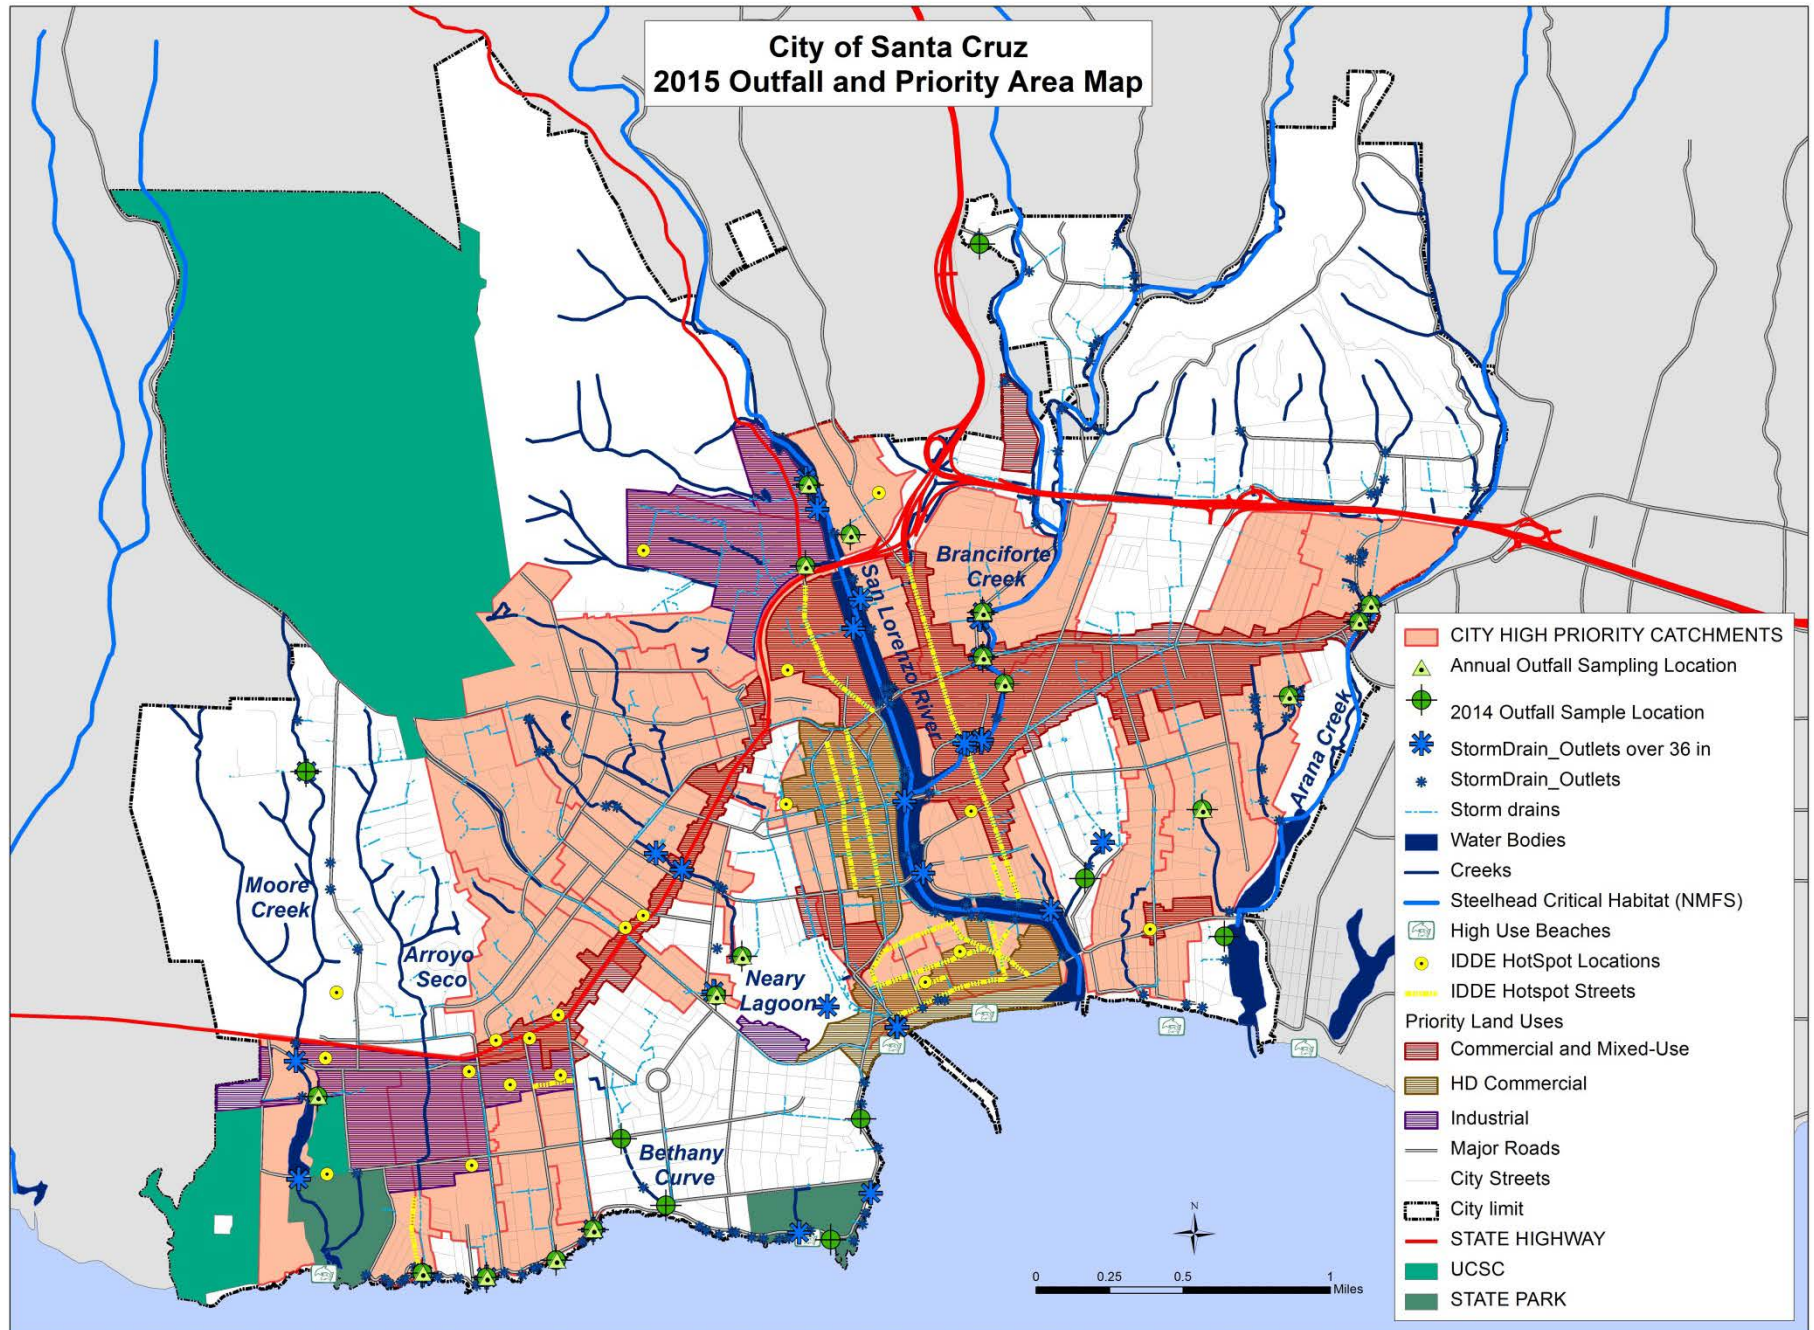 City of Santa Cruz
2015 Outfall and Priority Area Map
Branciforte
Creek
San Lorenzo River
Arana Creek
Moore
Creek
Arroyo
Seco
Neary
Lagoon
Bethany
Curve
CITY HIGH PRIORITY CATCHMENTS
Annual Outfall Sampling Location
2014 Outfall Sample Location
StormDrain_Outlets over 36 in
StormDrain_Outlets
Storm drains
Water Bodies
Creeks
Steelhead Critical Habitat (NMFS)
High Use Beaches
IDDE HotSpot Locations
IDDE Hotspot Streets
Priority Land Uses
Commercial and Mixed-Use
HD Commercial
Industrial
Major Roads
City Streets
City limit
STATE HIGHWAY
UCSC
STATE PARK
N
0 0.25 0.5 1
Miles